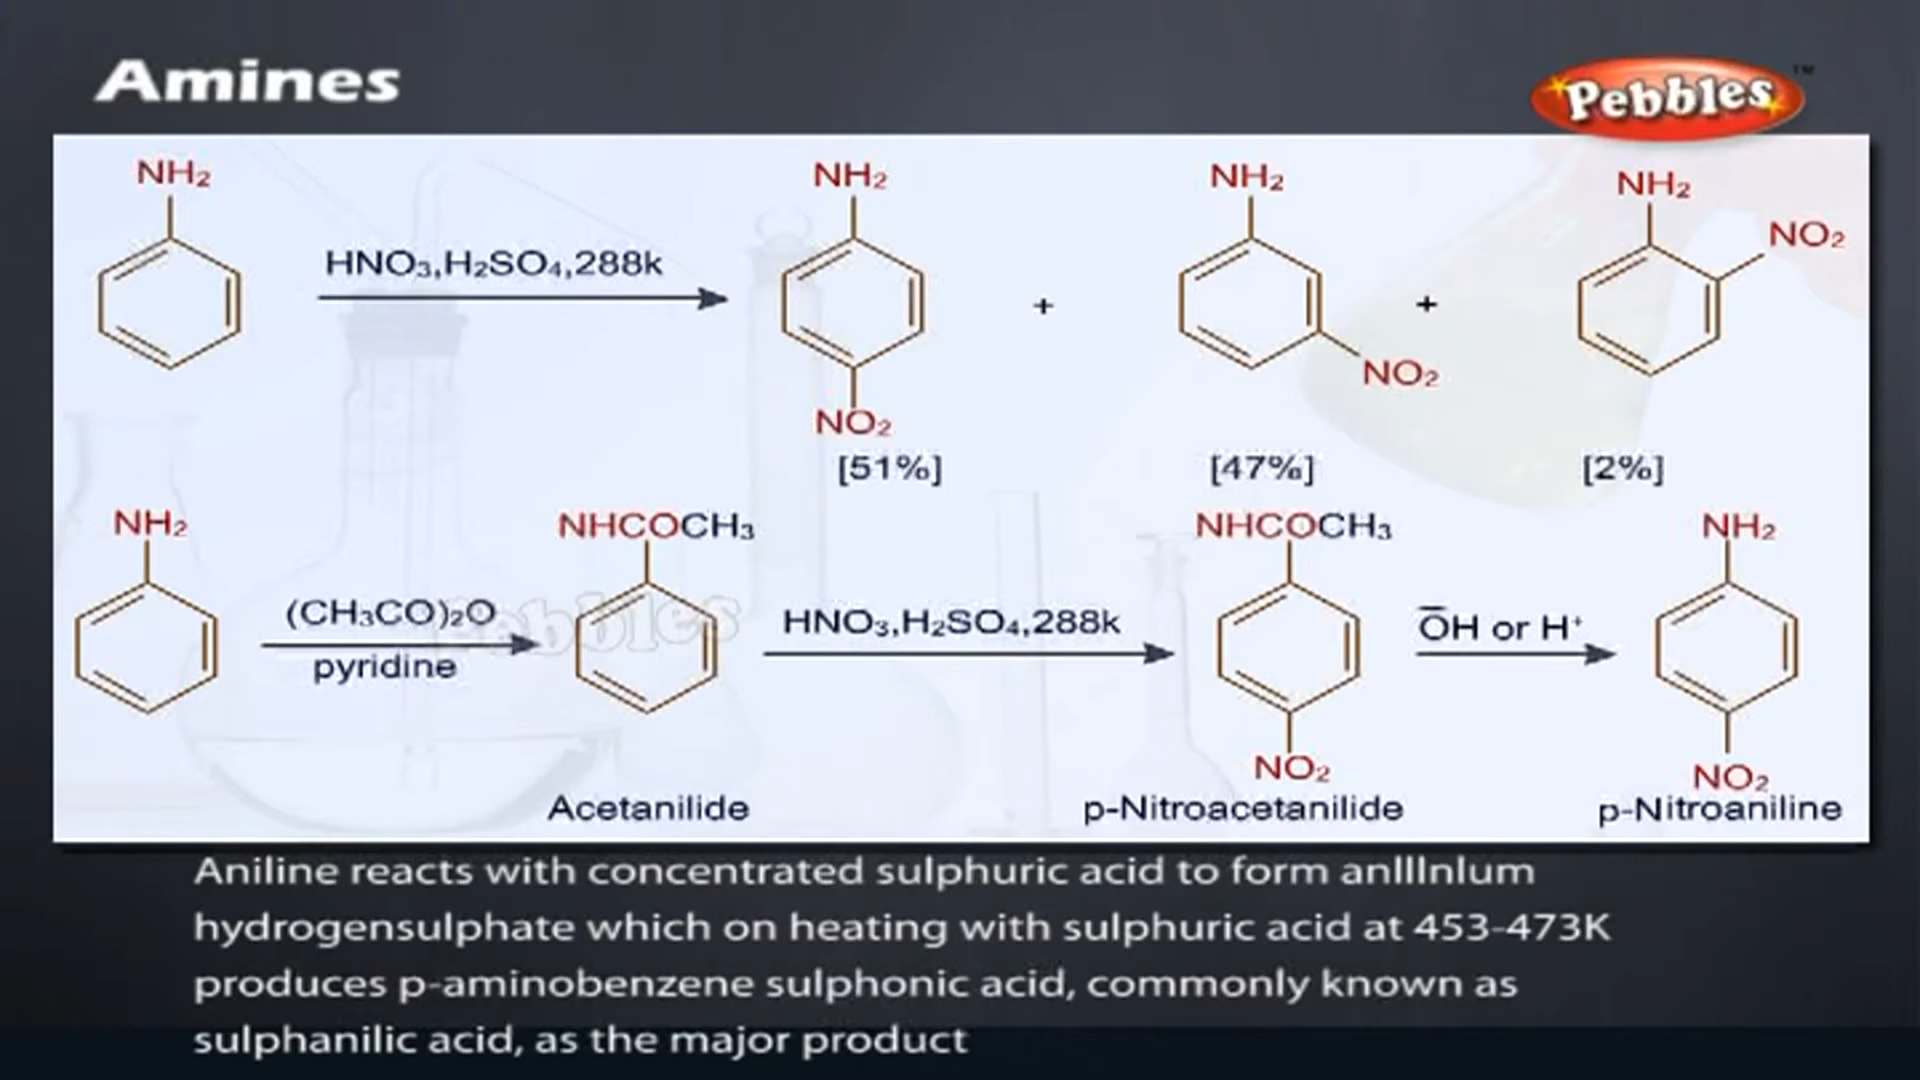 Amines
Pebbles™
NH₂
NH₂
NH₂
NH₂
NO₂
HNO₃,H₂SO₄,288k
+
+
NO₂
NO₂
[51%]
[47%]
[2%]
NH₂
NHCOCH₃
NHCOCH₃
NH₂
(CH₃CO)₂O
pyridine
Pebbles
HNO₃,H₂SO₄,288k
O̅H or H⁺
NO₂
NO₂
Acetanilide
p-Nitroacetanilide
p-Nitroaniline
Aniline reacts with concentrated sulphuric acid to form anlllnlum
hydrogensulphate which on heating with sulphuric acid at 453-473K
produces p-aminobenzene sulphonic acid, commonly known as
sulphanilic acid, as the major product